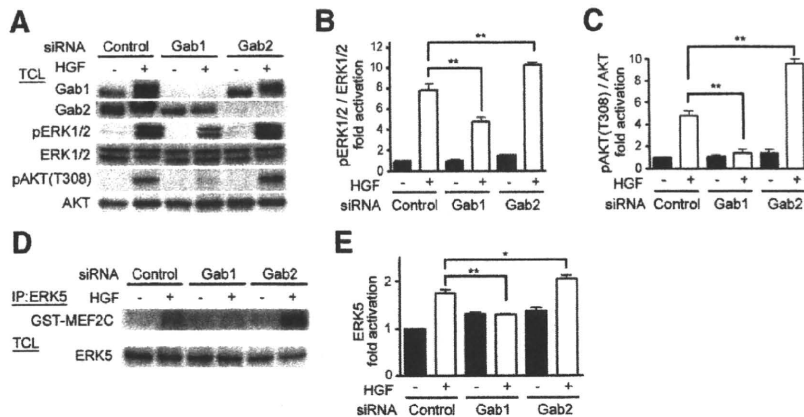 A
siRNA Control Gab1 Gab2
HGF - + - + - +
TCL
Gab1
Gab2
pERK1/2
ERK1/2
pAKT(T308)
AKT
B
pERK1/2 / ERK1/2
fold activation
12
10
8
6
4
2
0
**
**
HGF - + - + - +
siRNA Control Gab1 Gab2
C
pAKT(T308) / AKT
fold activation
10
8
6
4
2
0
**
**
HGF - + - + - +
siRNA Control Gab1 Gab2
D
siRNA Control Gab1 Gab2
IP:ERK5 HGF - + - + - +
GST-MEF2C
TCL
ERK5
E
ERK5
fold activation
2
1
0
*
**
HGF - + - + - +
siRNA Control Gab1 Gab2